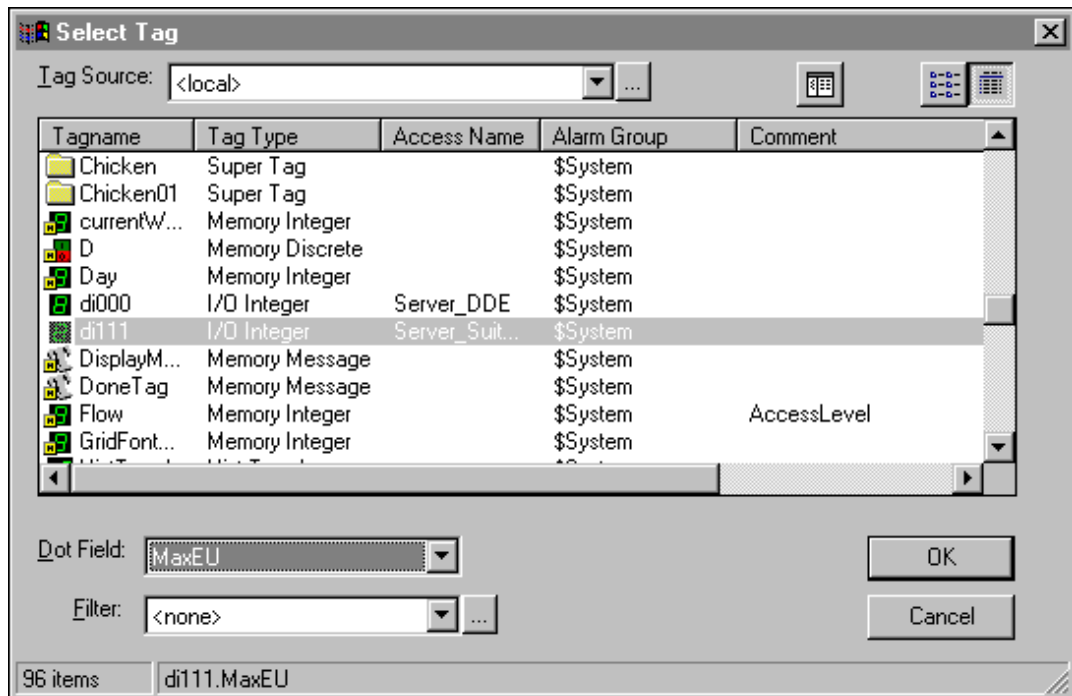 Select Tag
Tag Source: <local> ...
Tagname Tag Type Access Name Alarm Group Comment
Chicken Super Tag $System
Chicken01 Super Tag $System
currentW... Memory Integer $System
D Memory Discrete $System
Day Memory Integer $System
di000 I/O Integer Server_DDE $System
di111 I/O Integer Server_Suit... $System
DisplayM... Memory Message $System
DoneTag Memory Message $System
Flow Memory Integer $System AccessLevel
GridFont... Memory Integer $System
Dot Field: MaxEU OK
Filter: <none> ... Cancel
96 items di111.MaxEU